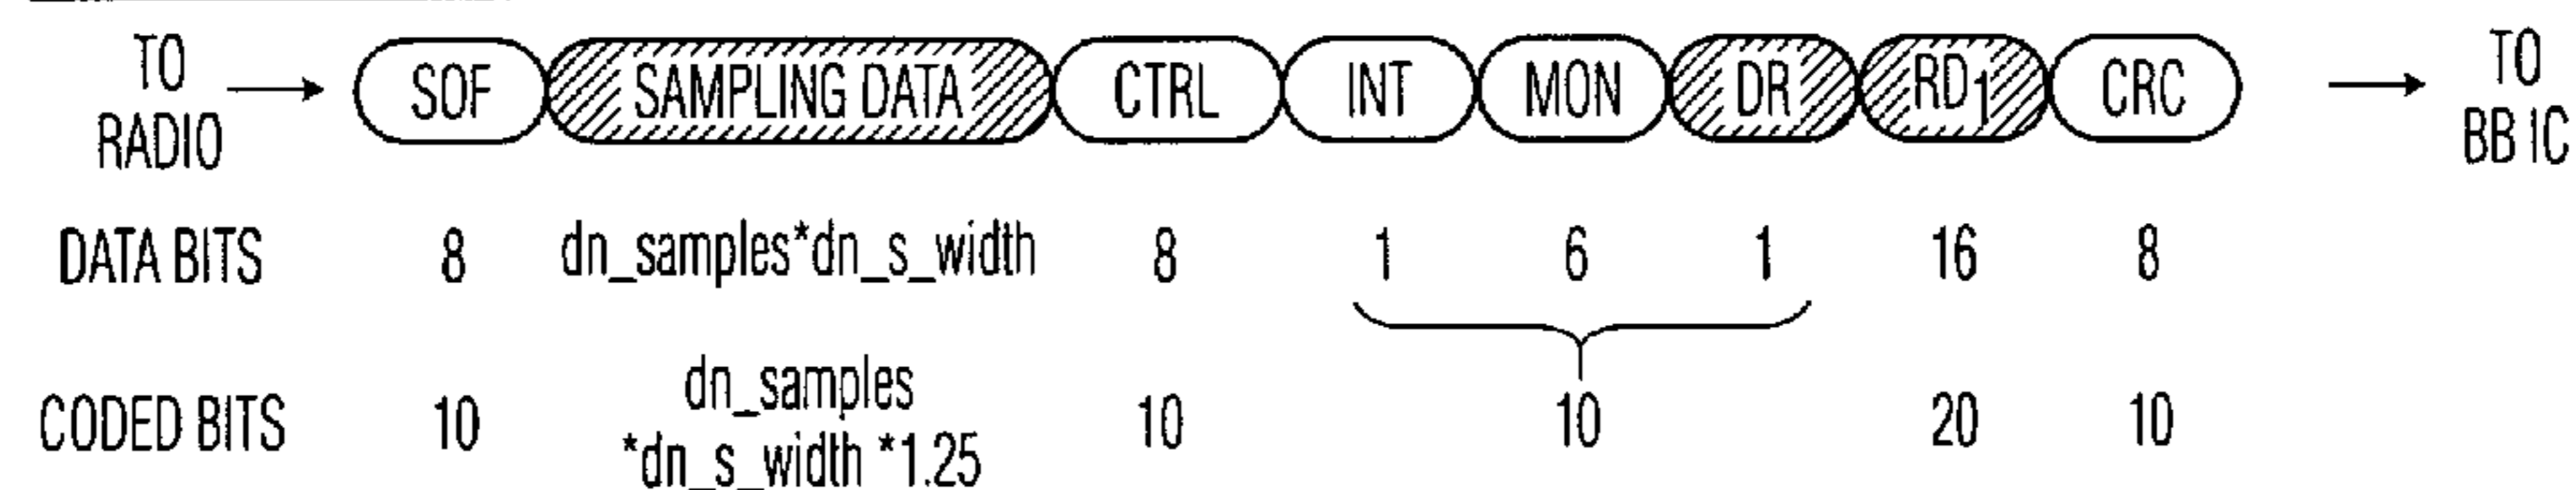 TO RADIO → SOF SAMPLING DATA CTRL INT MON DR RD1 CRC → TO BB IC
DATA BITS 8 dn_samples*dn_s_width 8 1 6 1 16 8
CODED BITS 10 dn_samples *dn_s_width *1.25 10 10 20 10